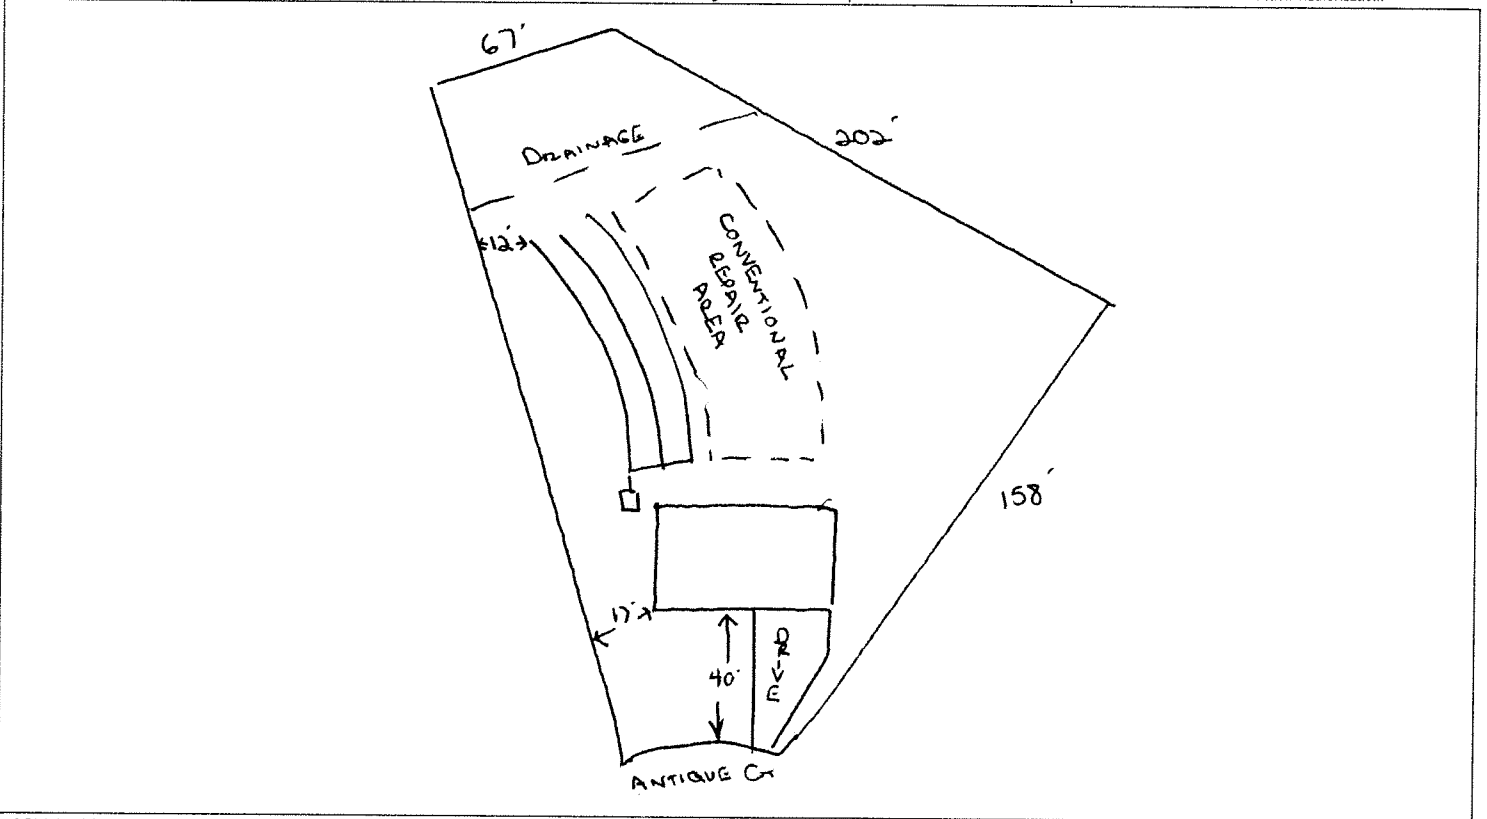 67'
202'
DRAINAGE
12'
CONVENTIONAL
REPAIR
AREA
158'
17'
40'
DRIVE
ANTIQUE CT